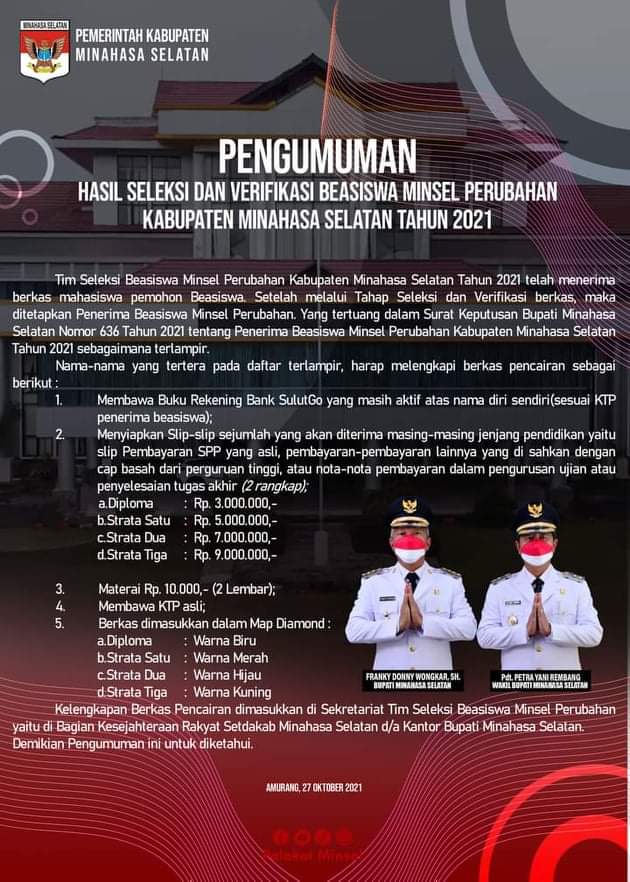 MINAHASA SELATAN
PEMERINTAH KABUPATEN
MINAHASA SELATAN
PENGUMUMAN
HASIL SELEKSI DAN VERIFIKASI BEASISWA MINSEL PERUBAHAN
KABUPATEN MINAHASA SELATAN TAHUN 2021
Tim Seleksi Beasiswa Minsel Perubahan Kabupaten Minahasa Selatan Tahun 2021 telah menerima
berkas mahasiswa pemohon Beasiswa. Setelah melalui Tahap Seleksi dan Verifikasi berkas, maka
ditetapkan Penerima Beasiswa Minsel Perubahan. Yang tertuang dalam Surat Keputusan Bupati Minahasa
Selatan Nomor 636 Tahun 2021 tentang Penerima Beasiswa Minsel Perubahan Kabupaten Minahasa Selatan
Tahun 2021 sebagaimana terlampir.
Nama-nama yang tertera pada daftar terlampir, harap melengkapi berkas pencairan sebagai
berikut :
1. Membawa Buku Rekening Bank SulutGo yang masih aktif atas nama diri sendiri(sesuai KTP
penerima beasiswa);
2. Menyiapkan Slip-slip sejumlah yang akan diterima masing-masing jenjang pendidikan yaitu
slip Pembayaran SPP yang asli, pembayaran-pembayaran lainnya yang di sahkan dengan
cap basah dari perguruan tinggi, atau nota-nota pembayaran dalam pengurusan ujian atau
penyelesaian tugas akhir (2 rangkap);
a.Diploma : Rp. 3.000.000,-
b.Strata Satu : Rp. 5.000.000,-
c.Strata Dua : Rp. 7.000.000,-
d.Strata Tiga : Rp. 9.000.000,-
3. Materai Rp. 10.000,- (2 Lembar);
4. Membawa KTP asli;
5. Berkas dimasukkan dalam Map Diamond :
a.Diploma : Warna Biru
b.Strata Satu : Warna Merah
c.Strata Dua : Warna Hijau
d.Strata Tiga : Warna Kuning
FRANKY DONNY WONGKAR, SH.
BUPATI MINAHASA SELATAN
Pdt. PETRA YANI REMBANG
WAKIL BUPATI MINAHASA SELATAN
Kelengkapan Berkas Pencairan dimasukkan di Sekretariat Tim Seleksi Beasiswa Minsel Perubahan
yaitu di Bagian Kesejahteraan Rakyat Setdakab Minahasa Selatan d/a Kantor Bupati Minahasa Selatan.
Demikian Pengumuman ini untuk diketahui.
AMURANG, 27 OKTOBER 2021
Minsel